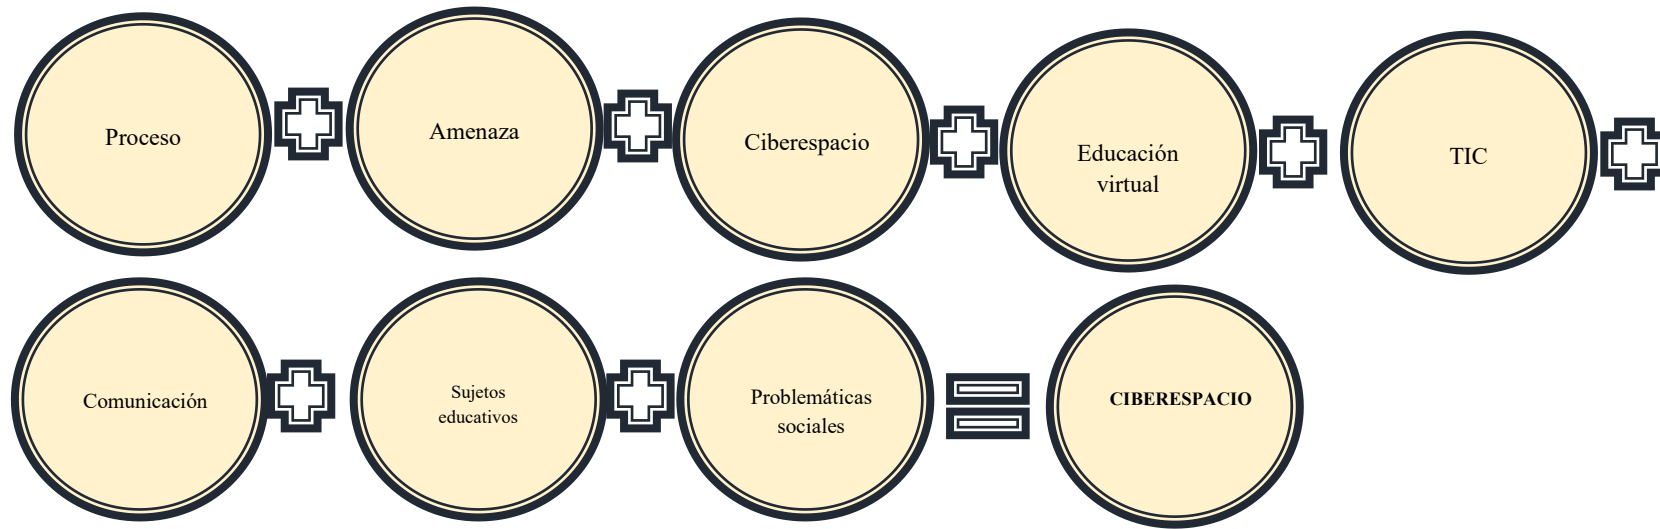 Proceso
Amenaza
Ciberespacio
Educación
virtual
TIC
Comunicación
Sujetos
educativos
Problemáticas
sociales
CIBERESPACIO